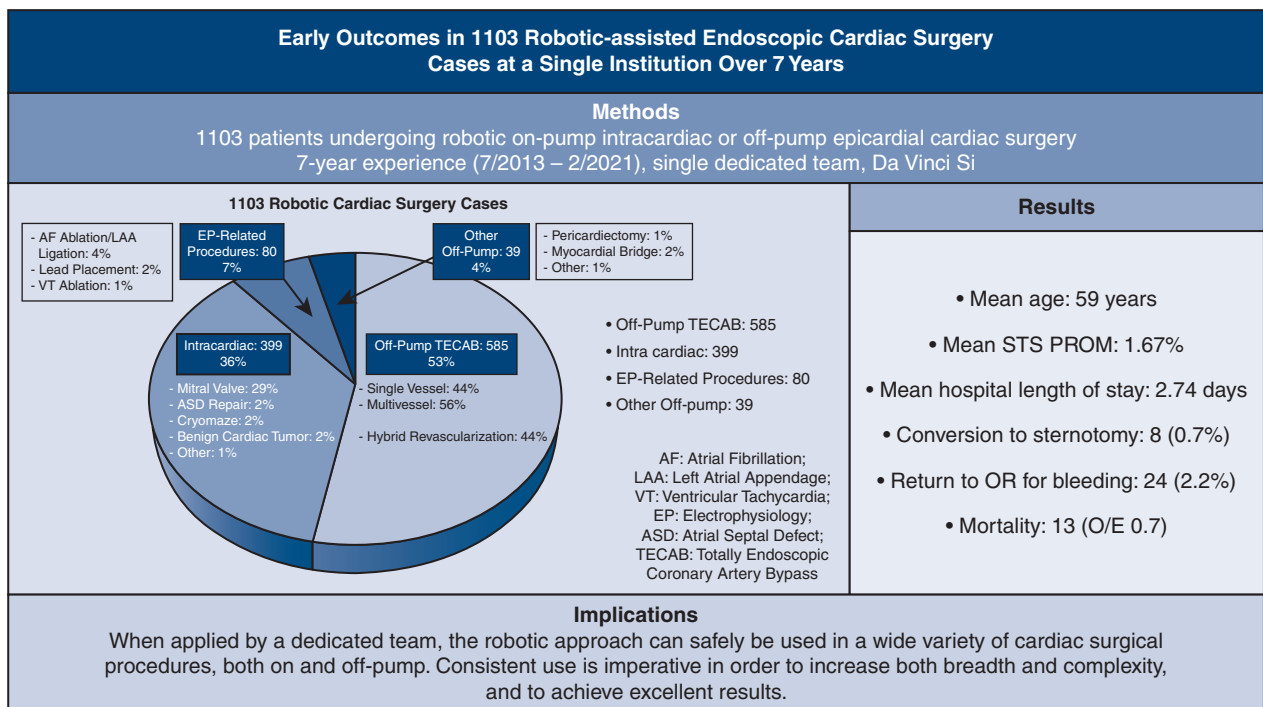 Early Outcomes in 1103 Robotic-assisted Endoscopic Cardiac Surgery
Cases at a Single Institution Over 7 Years
Methods
1103 patients undergoing robotic on-pump intracardiac or off-pump epicardial cardiac surgery
7-year experience (7/2013 – 2/2021), single dedicated team, Da Vinci Si
1103 Robotic Cardiac Surgery Cases
- AF Ablation/LAA
Ligation: 4%
- Lead Placement: 2%
- VT Ablation: 1%
EP-Related
Procedures: 80
7%
Other
Off-Pump: 39
4%
- Pericardiectomy: 1%
- Myocardial Bridge: 2%
- Other: 1%
Intracardiac: 399
36%
- Mitral Valve: 29%
- ASD Repair: 2%
- Cryomaze: 2%
- Benign Cardiac Tumor: 2%
- Other: 1%
Off-Pump TECAB: 585
53%
- Single Vessel: 44%
- Multivessel: 56%
- Hybrid Revascularization: 44%
• Off-Pump TECAB: 585
• Intra cardiac: 399
• EP-Related Procedures: 80
• Other Off-pump: 39
AF: Atrial Fibrillation;
LAA: Left Atrial Appendage;
VT: Ventricular Tachycardia;
EP: Electrophysiology;
ASD: Atrial Septal Defect;
TECAB: Totally Endoscopic
Coronary Artery Bypass
Results
• Mean age: 59 years
• Mean STS PROM: 1.67%
• Mean hospital length of stay: 2.74 days
• Conversion to sternotomy: 8 (0.7%)
• Return to OR for bleeding: 24 (2.2%)
• Mortality: 13 (O/E 0.7)
Implications
When applied by a dedicated team, the robotic approach can safely be used in a wide variety of cardiac surgical
procedures, both on and off-pump. Consistent use is imperative in order to increase both breadth and complexity,
and to achieve excellent results.